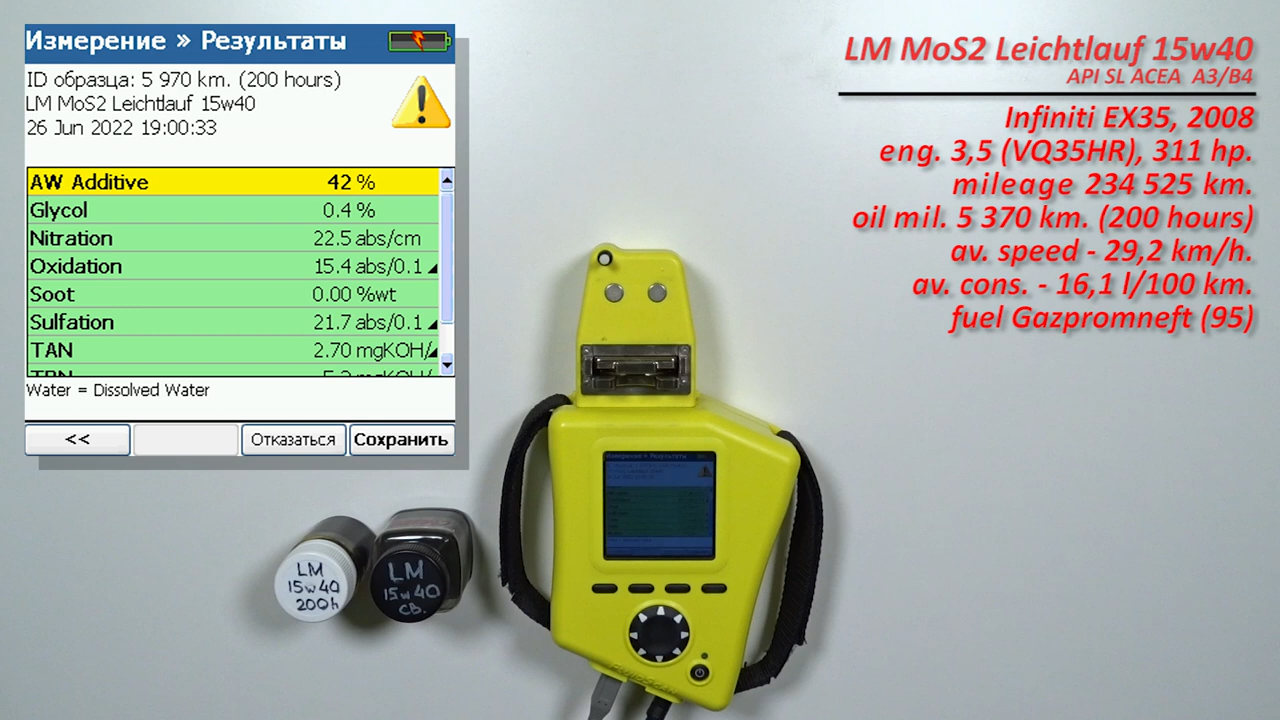 Измерение » Результаты
ID образца: 5 970 km. (200 hours)
LM MoS2 Leichtlauf 15w40
26 Jun 2022 19:00:33
AW Additive 42 %
Glycol 0.4 %
Nitration 22.5 abs/cm
Oxidation 15.4 abs/0.1
Soot 0.00 %wt
Sulfation 21.7 abs/0.1
TAN 2.70 mgKOH/
Water = Dissolved Water
<< Отказаться Сохранить
LM MoS2 Leichtlauf 15w40
API SL ACEA A3/B4
Infiniti EX35, 2008
eng. 3,5 (VQ35HR), 311 hp.
mileage 234 525 km.
oil mil. 5 370 km. (200 hours)
av. speed - 29,2 km/h.
av. cons. - 16,1 l/100 km.
fuel Gazpromneft (95)
Измерение » Результаты
LM
15w40
200h
LM
15w40
св.